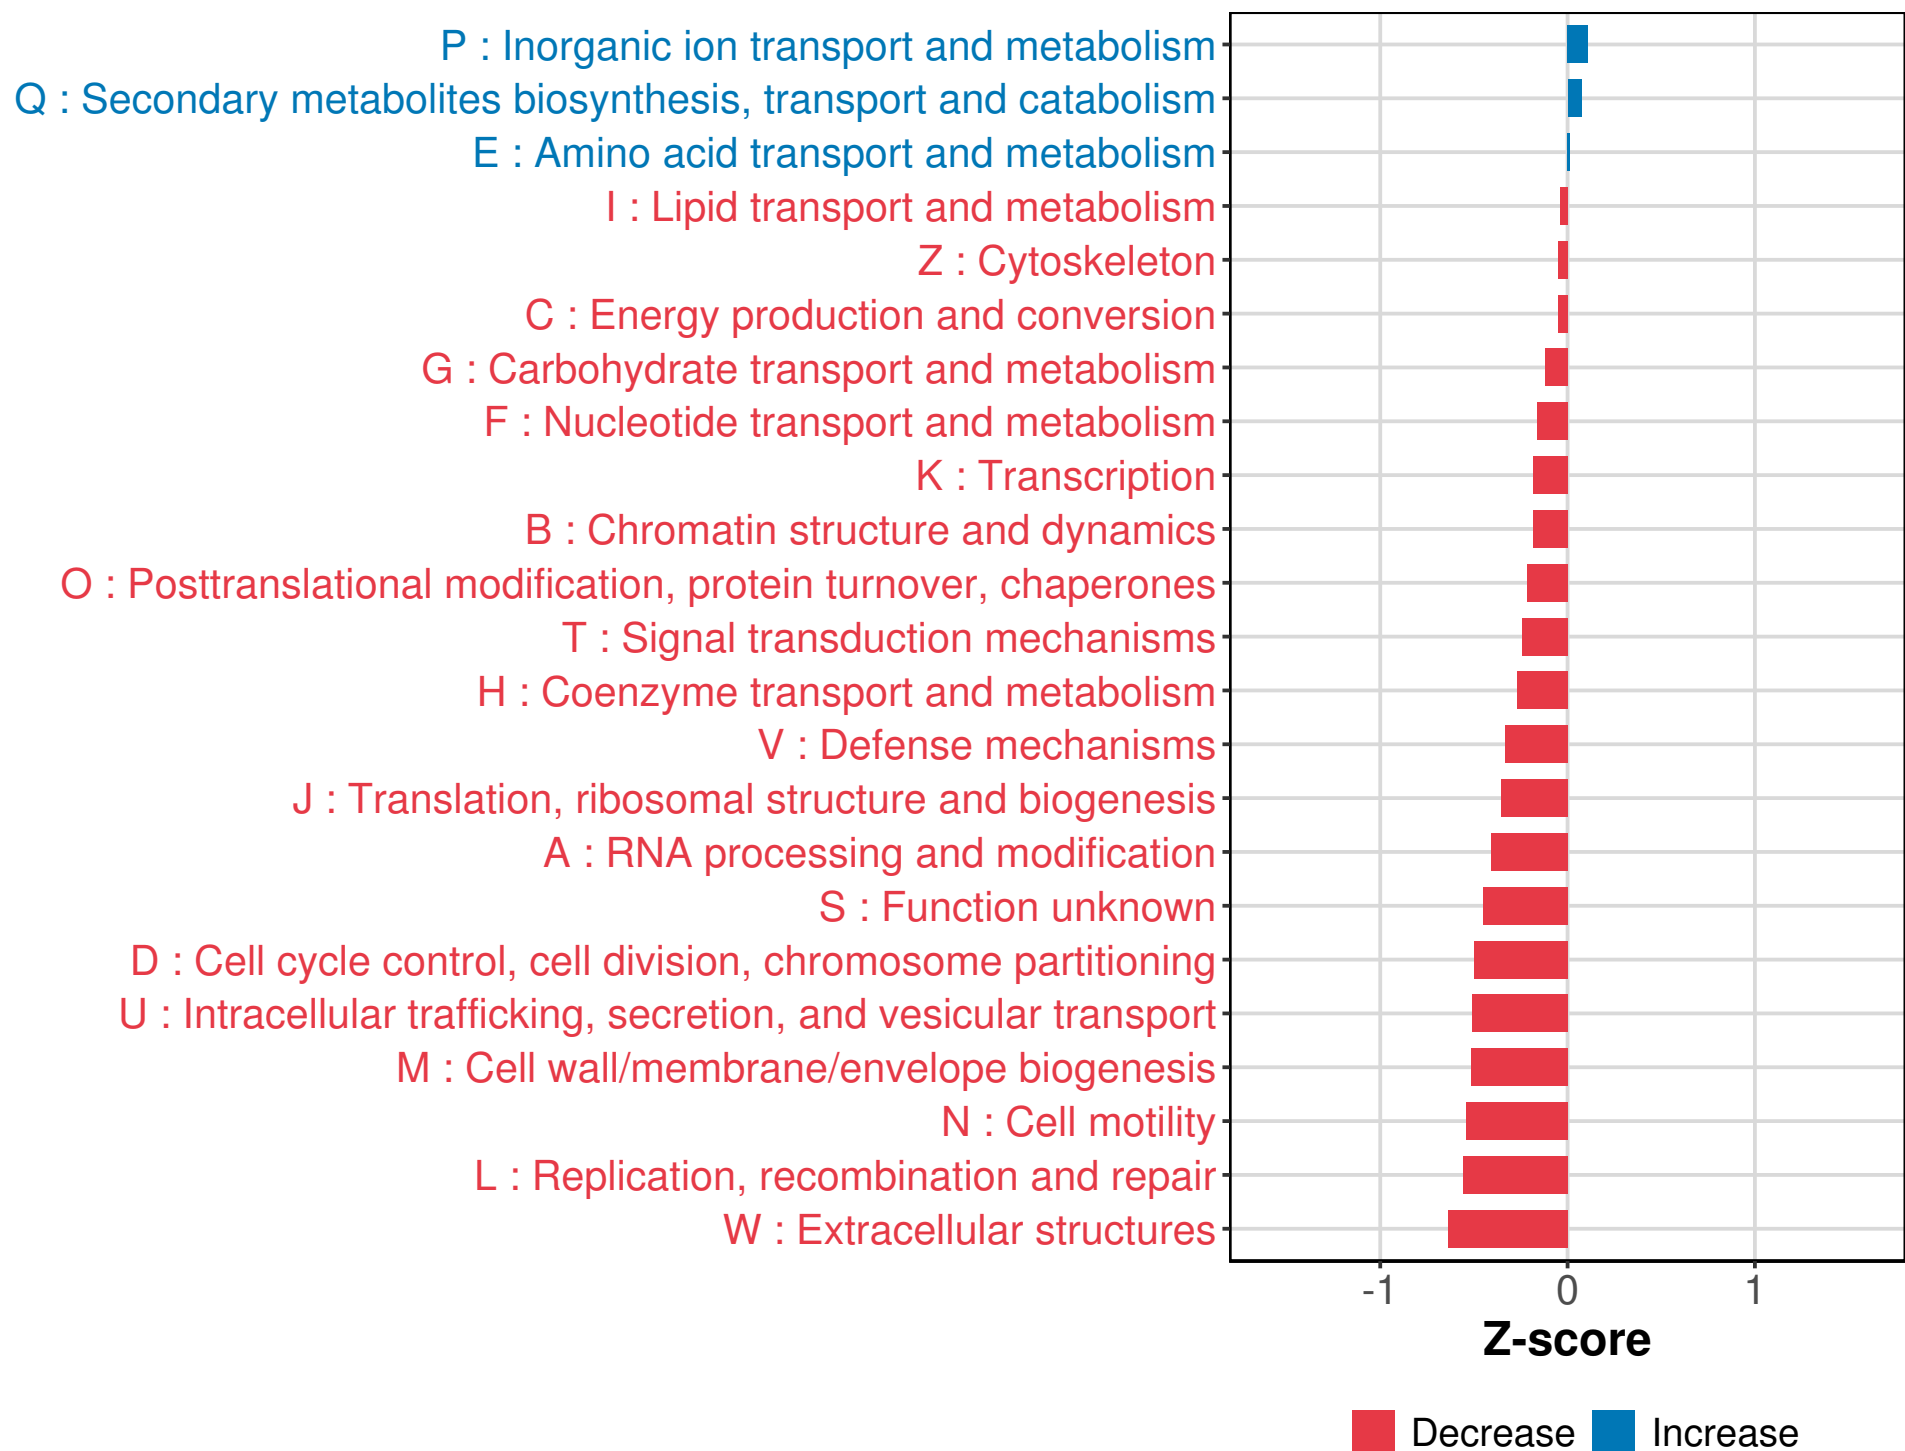 P : Inorganic ion transport and metabolism
Q : Secondary metabolites biosynthesis, transport and catabolism
E : Amino acid transport and metabolism
I : Lipid transport and metabolism
Z : Cytoskeleton
C : Energy production and conversion
G : Carbohydrate transport and metabolism
F : Nucleotide transport and metabolism
K : Transcription
B : Chromatin structure and dynamics
O : Posttranslational modification, protein turnover, chaperones
T : Signal transduction mechanisms
H : Coenzyme transport and metabolism
V : Defense mechanisms
J : Translation, ribosomal structure and biogenesis
A : RNA processing and modification
S : Function unknown
D : Cell cycle control, cell division, chromosome partitioning
U : Intracellular trafficking, secretion, and vesicular transport
M : Cell wall/membrane/envelope biogenesis
N : Cell motility
L : Replication, recombination and repair
W : Extracellular structures
-1 0 1
Z-score
Decrease Increase